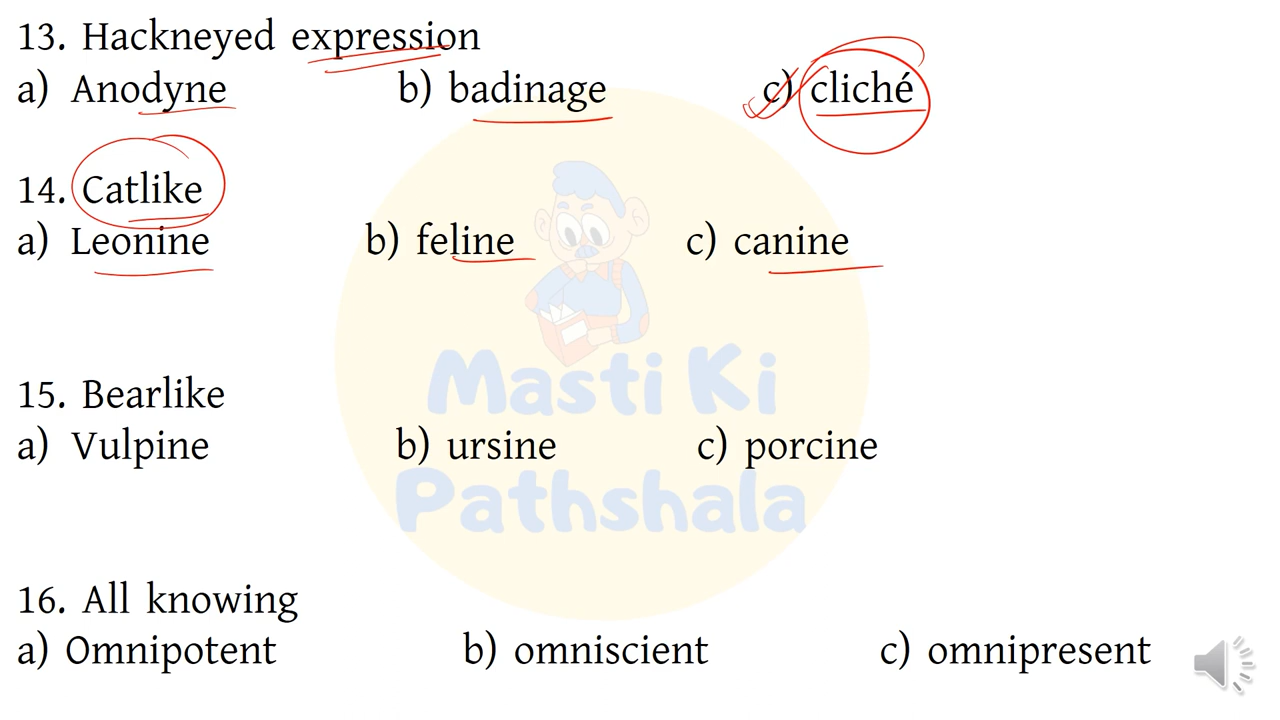 13. Hackneyed expression
a) Anodyne b) badinage c) cliché
14. Catlike
a) Leonine b) feline c) canine
15. Bearlike
a) Vulpine b) ursine c) porcine
16. All knowing
a) Omnipotent b) omniscient c) omnipresent
Masti Ki
Pathshala